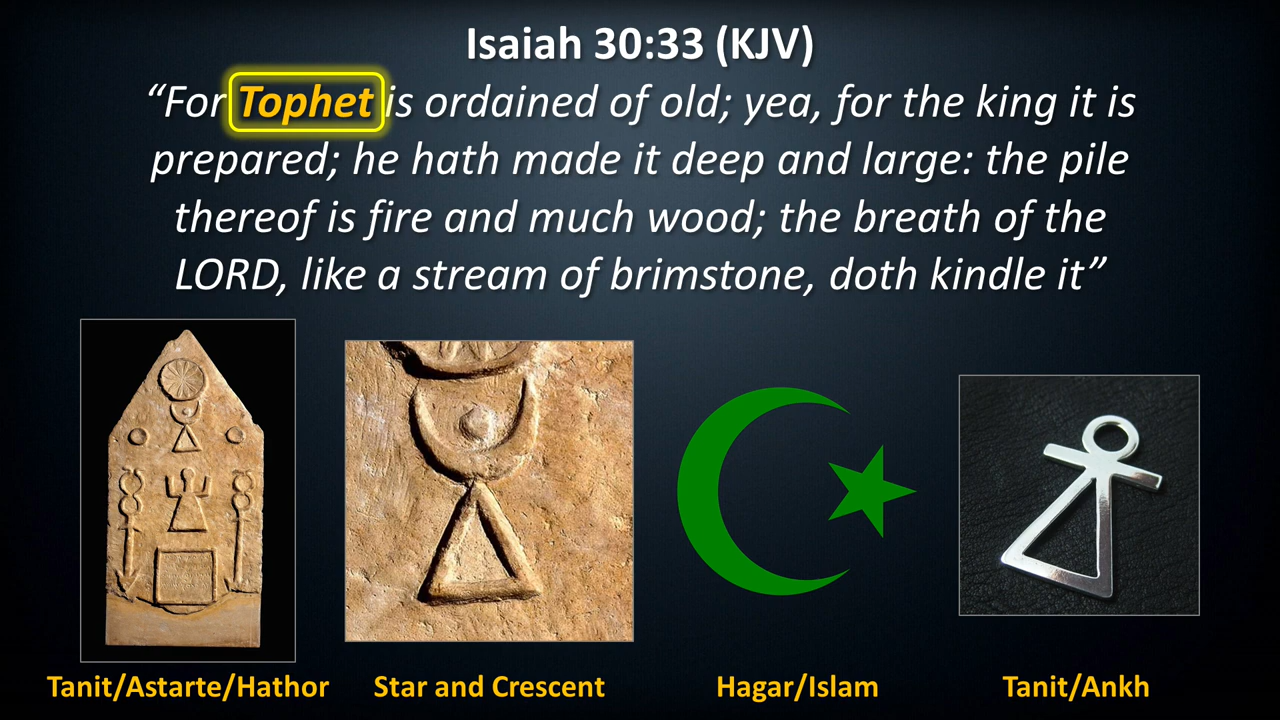 Isaiah 30:33 (KJV)
“For Tophet is ordained of old; yea, for the king it is
prepared; he hath made it deep and large: the pile
thereof is fire and much wood; the breath of the
LORD, like a stream of brimstone, doth kindle it”
Tanit/Astarte/Hathor
Star and Crescent
Hagar/Islam
Tanit/Ankh